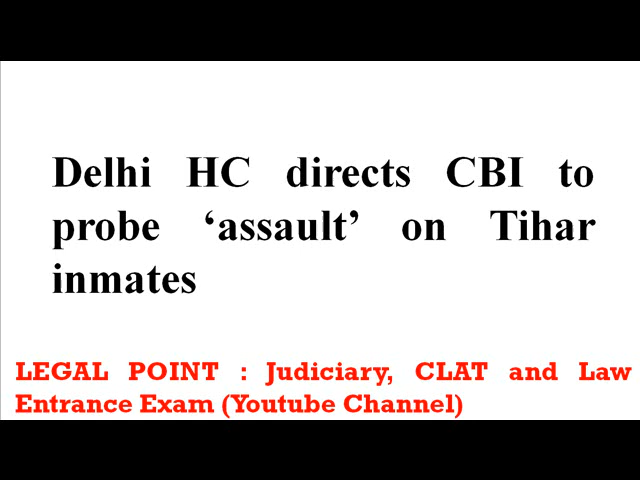 Delhi HC directs CBI to
probe ‘assault’ on Tihar
inmates
LEGAL POINT : Judiciary, CLAT and Law
Entrance Exam (Youtube Channel)